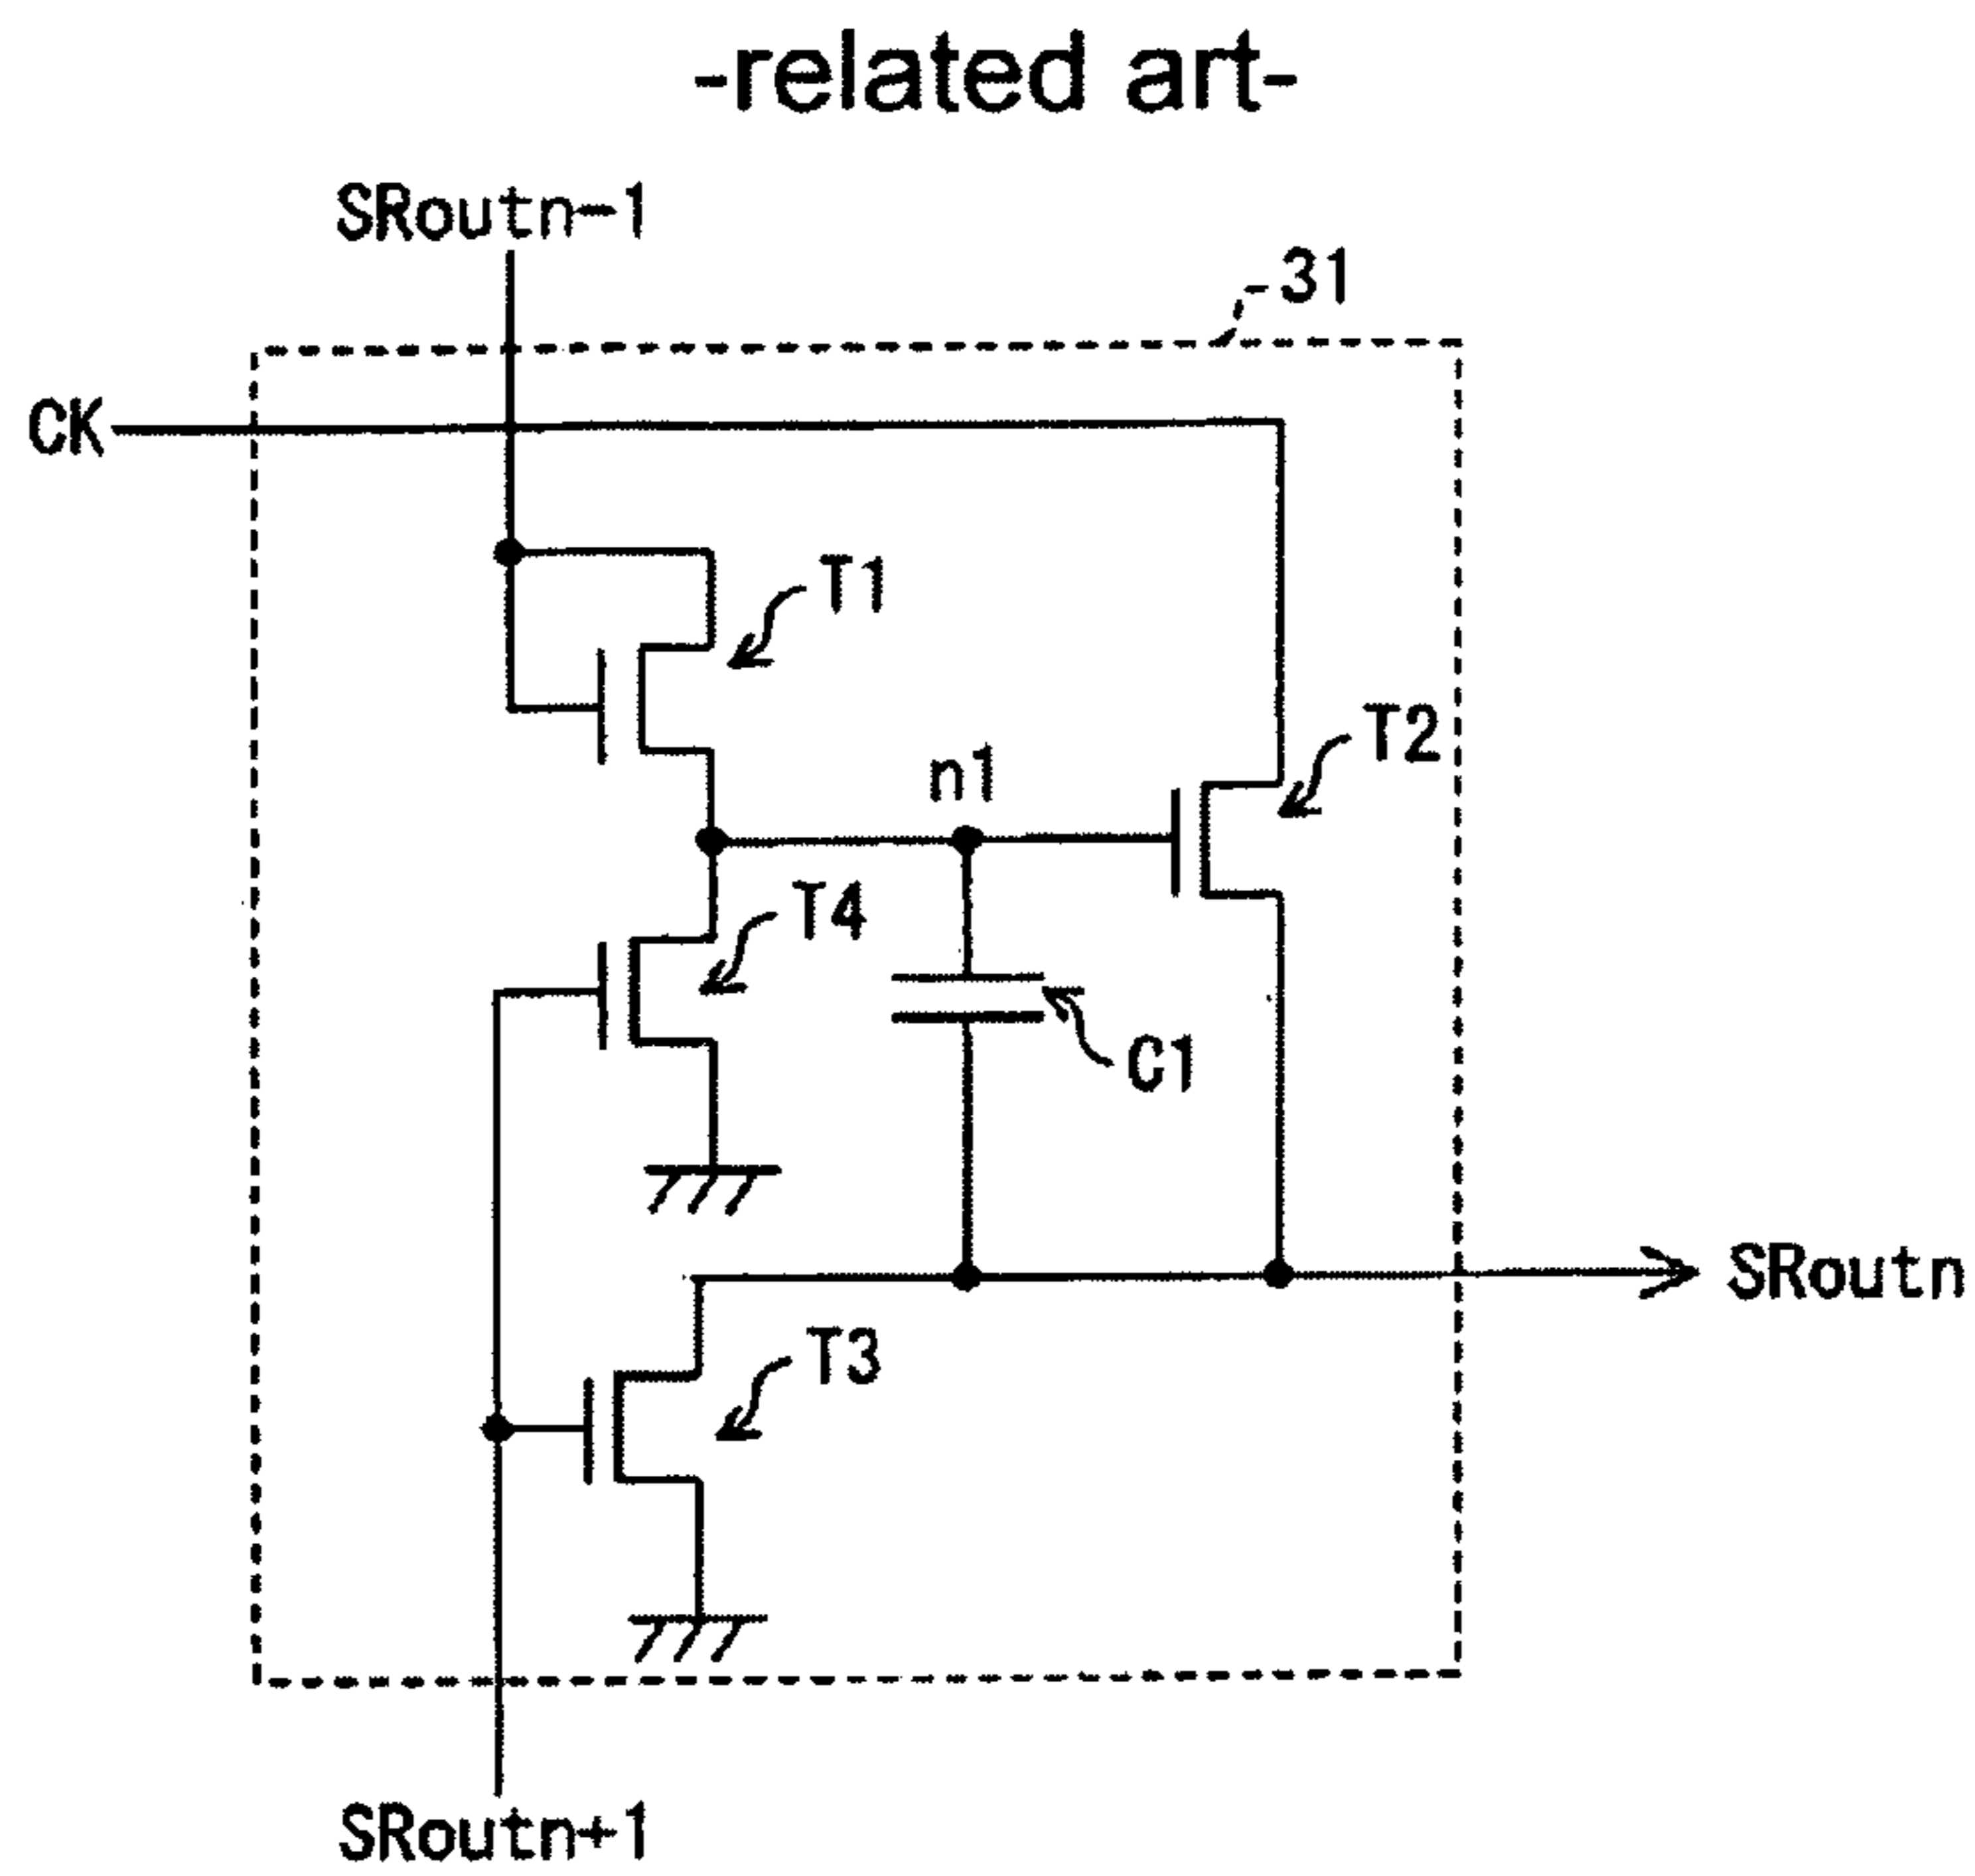 -related art-
SRoutn-1
31
CK
T1
T2
n1
T4
C1
SRoutn
T3
SRoutn+1